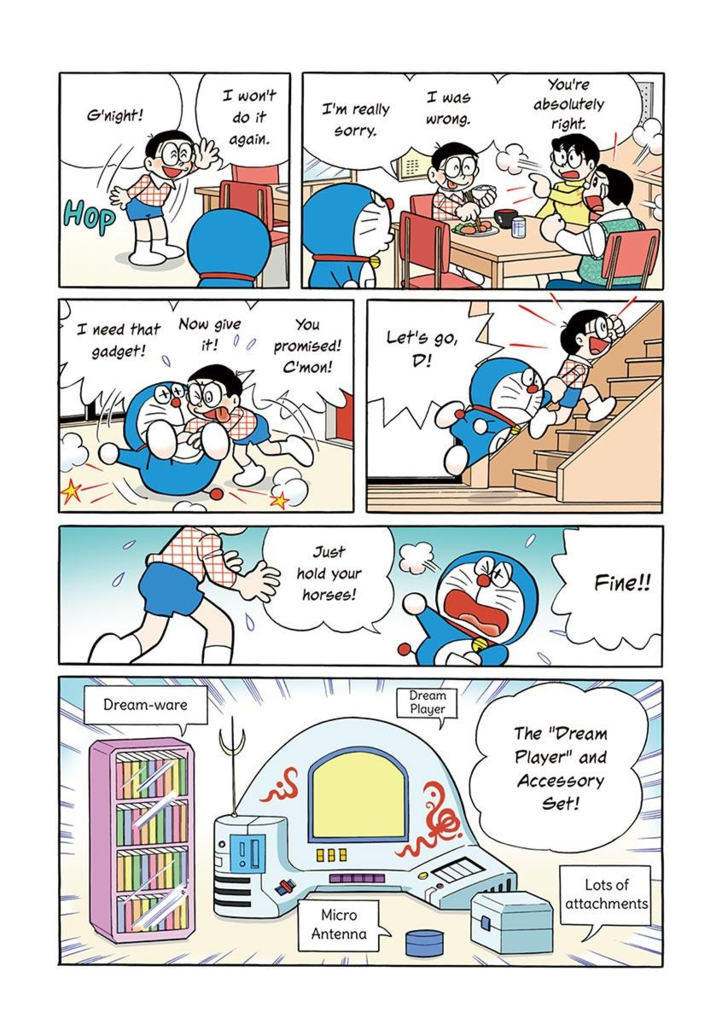 You're
absolutely
right.
I was
wrong.
I'm really
sorry.
I won't
do it
again.
G'night!
HOP
Let's go,
D!
You
promised!
C'mon!
Now give
it!
I need that
gadget!
Fine!!
Just
hold your
horses!
The "Dream
Player" and
Accessory
Set!
Dream
Player
Dream-ware
Lots of
attachments
Micro
Antenna